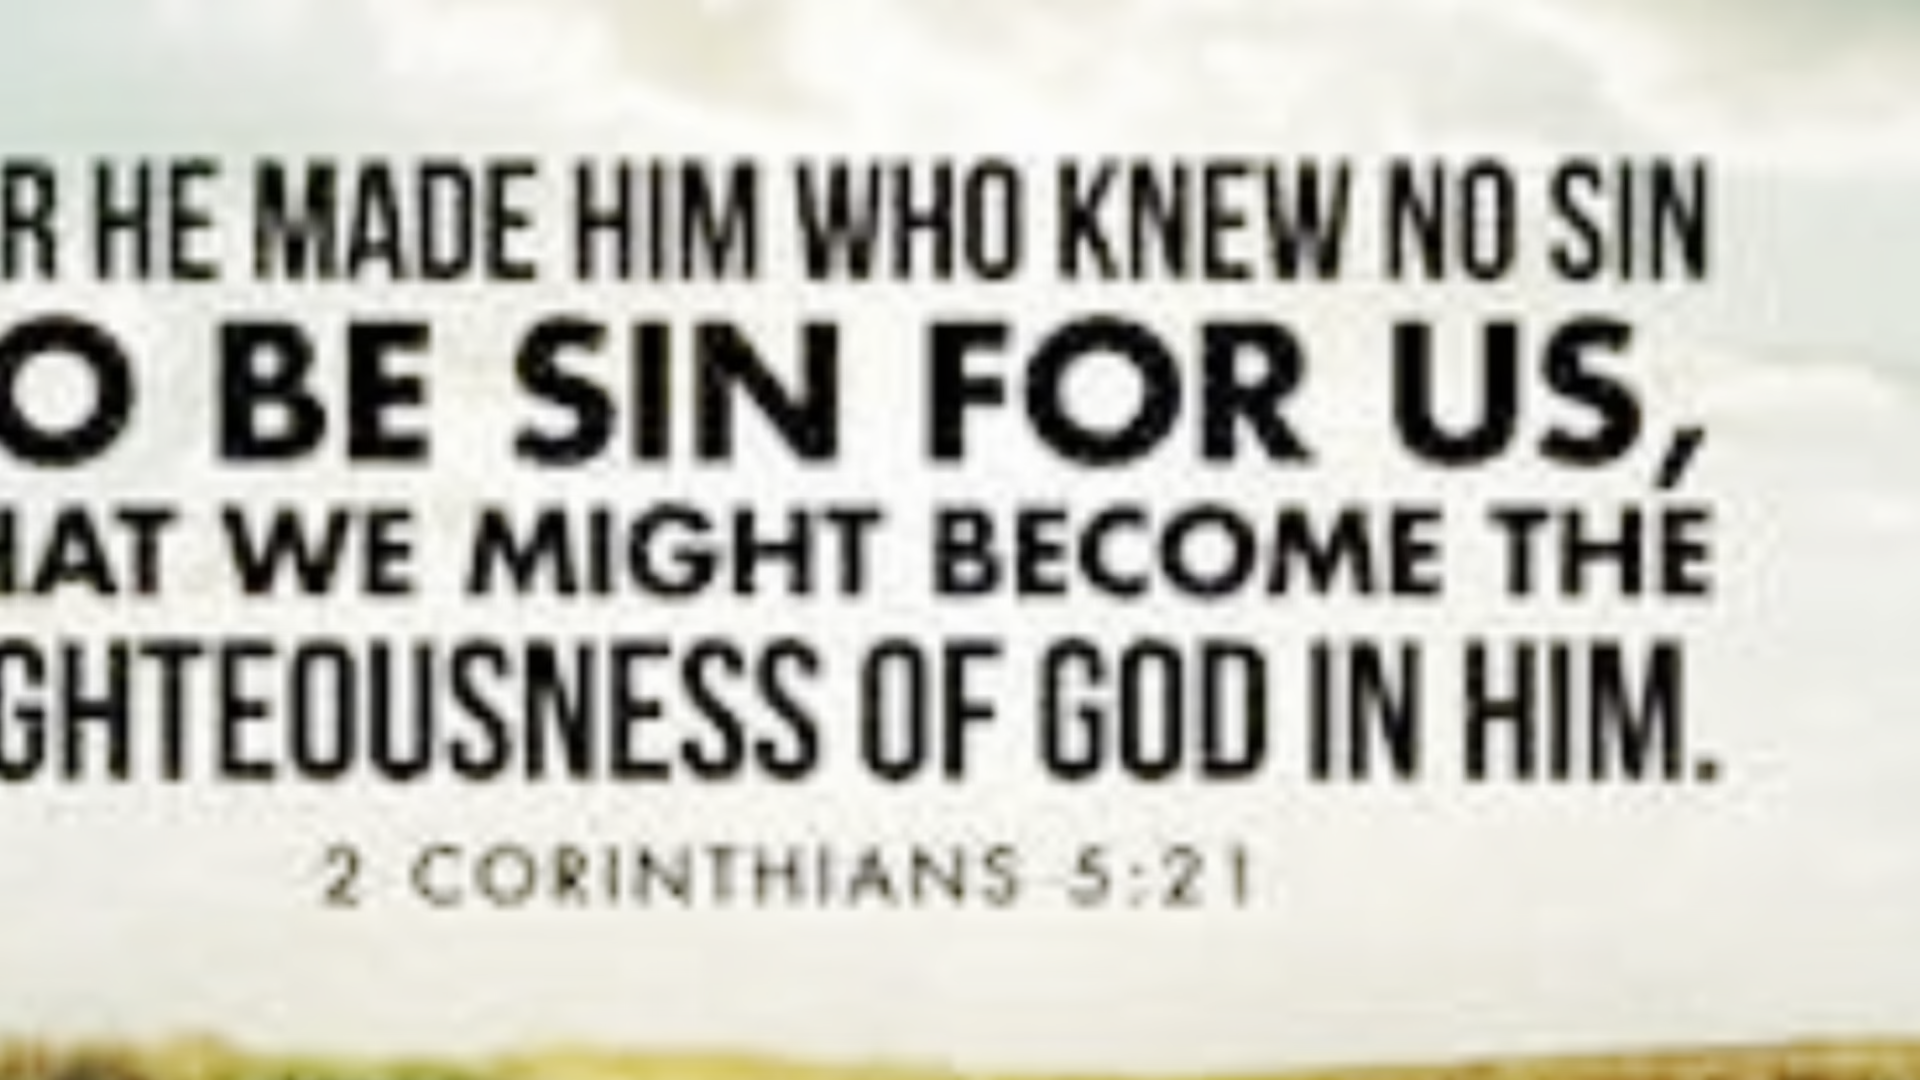 R HE MADE HIM WHO KNEW NO SIN
O BE SIN FOR US,
HAT WE MIGHT BECOME THE
GHTEOUSNESS OF GOD IN HIM.
2 CORINTHIANS 5:21